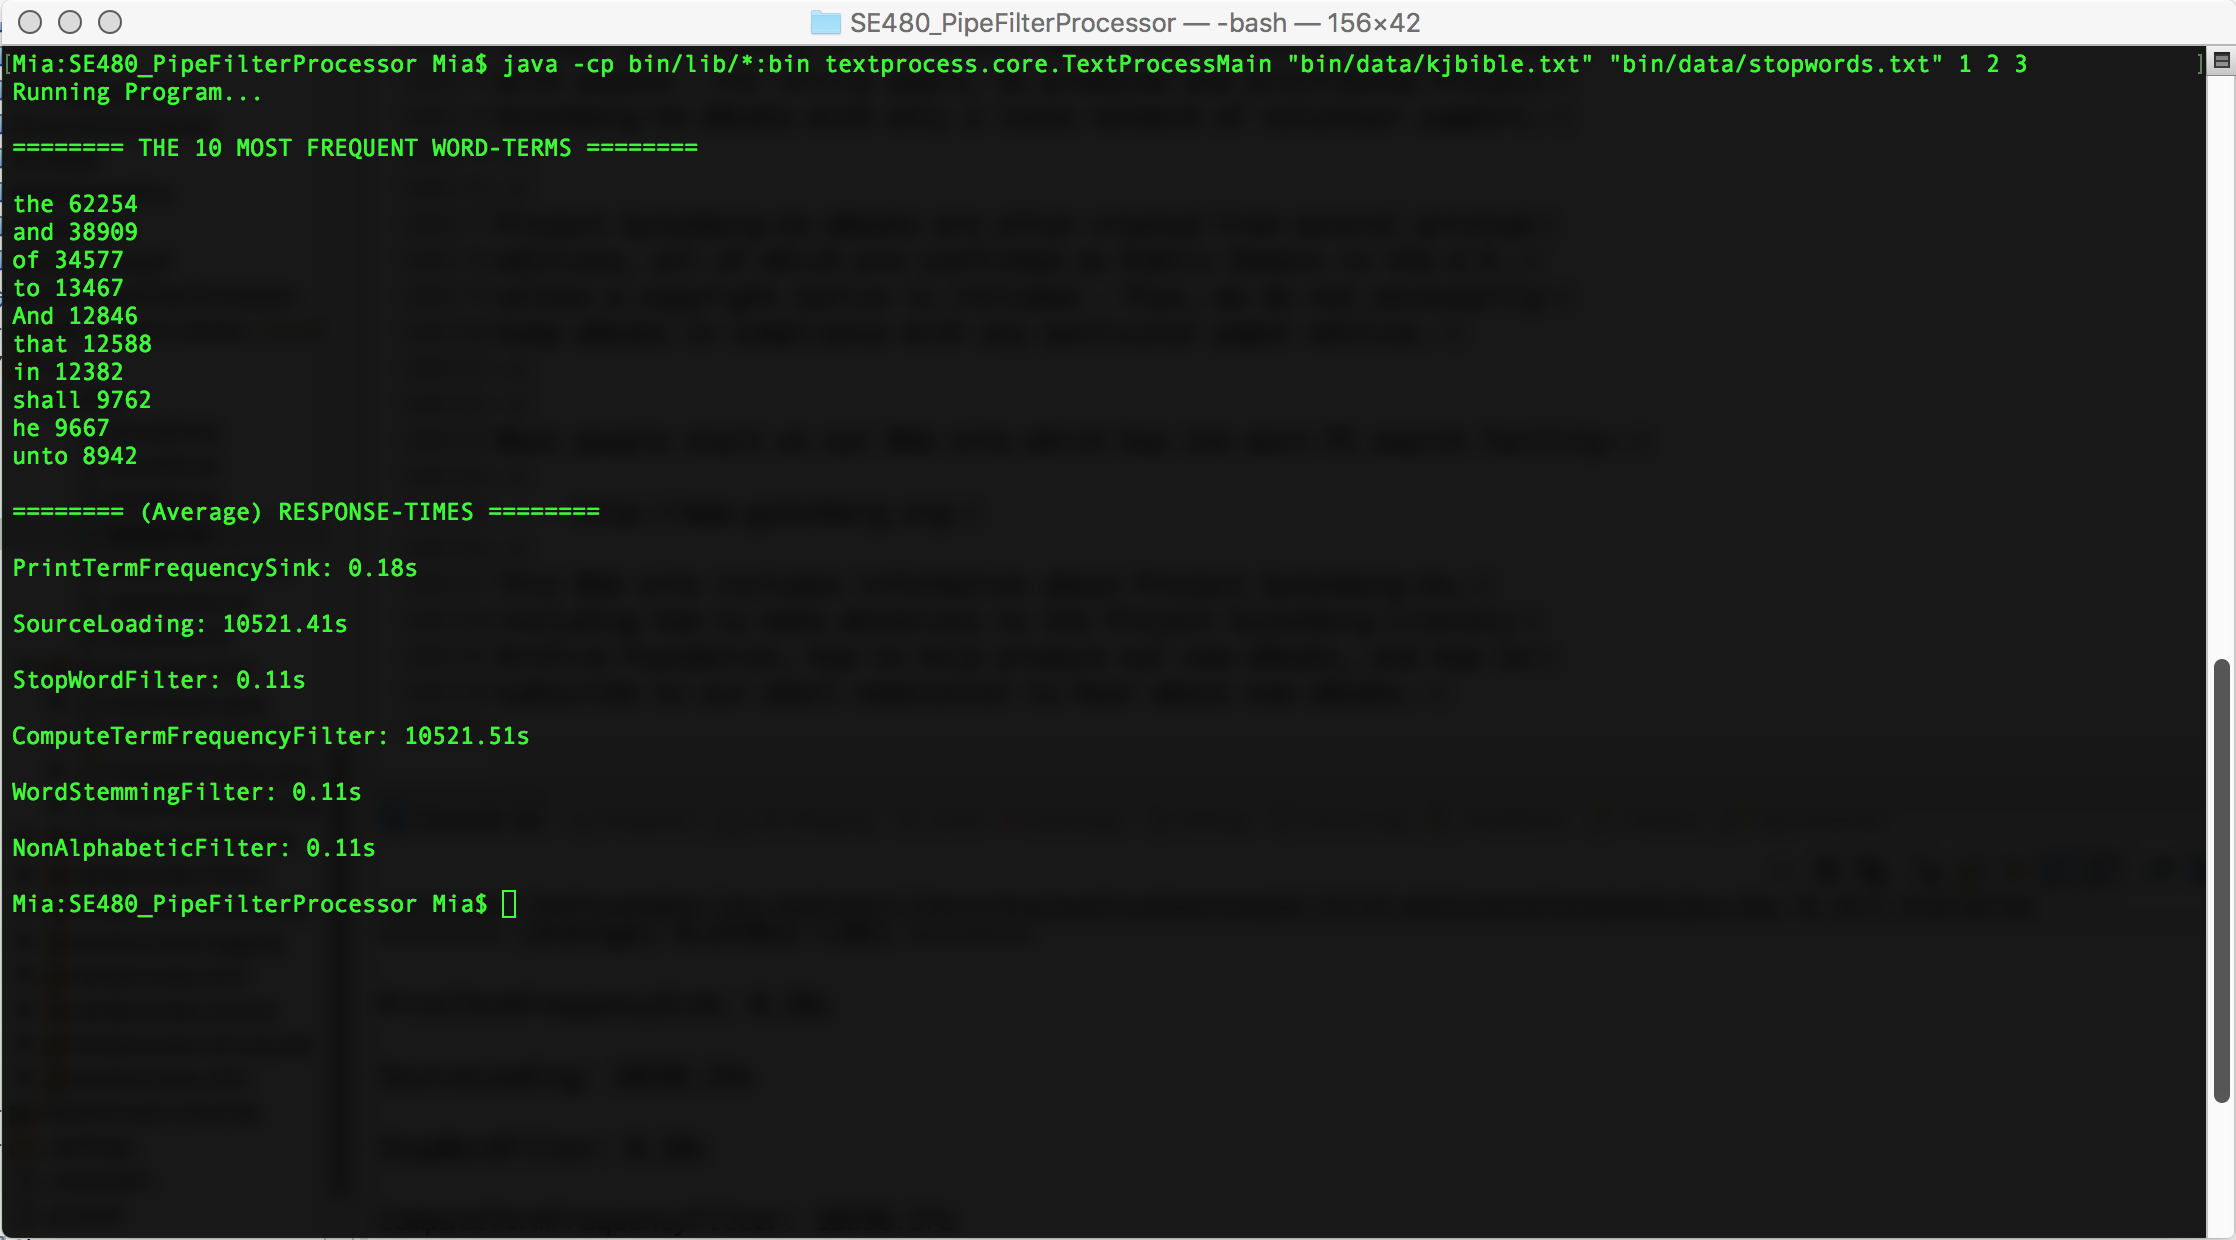 SE480_PipeFilterProcessor — -bash — 156×42
[Mia:SE480_PipeFilterProcessor Mia$ java -cp bin/lib/*:bin textprocess.core.TextProcessMain "bin/data/kjbible.txt" "bin/data/stopwords.txt" 1 2 3 ]
Running Program...
======== THE 10 MOST FREQUENT WORD-TERMS ========
the 62254
and 38909
of 34577
to 13467
And 12846
that 12588
in 12382
shall 9762
he 9667
unto 8942
======== (Average) RESPONSE-TIMES ========
PrintTermFrequencySink: 0.18s
SourceLoading: 10521.41s
StopWordFilter: 0.11s
ComputeTermFrequencyFilter: 10521.51s
WordStemmingFilter: 0.11s
NonAlphabeticFilter: 0.11s
Mia:SE480_PipeFilterProcessor Mia$